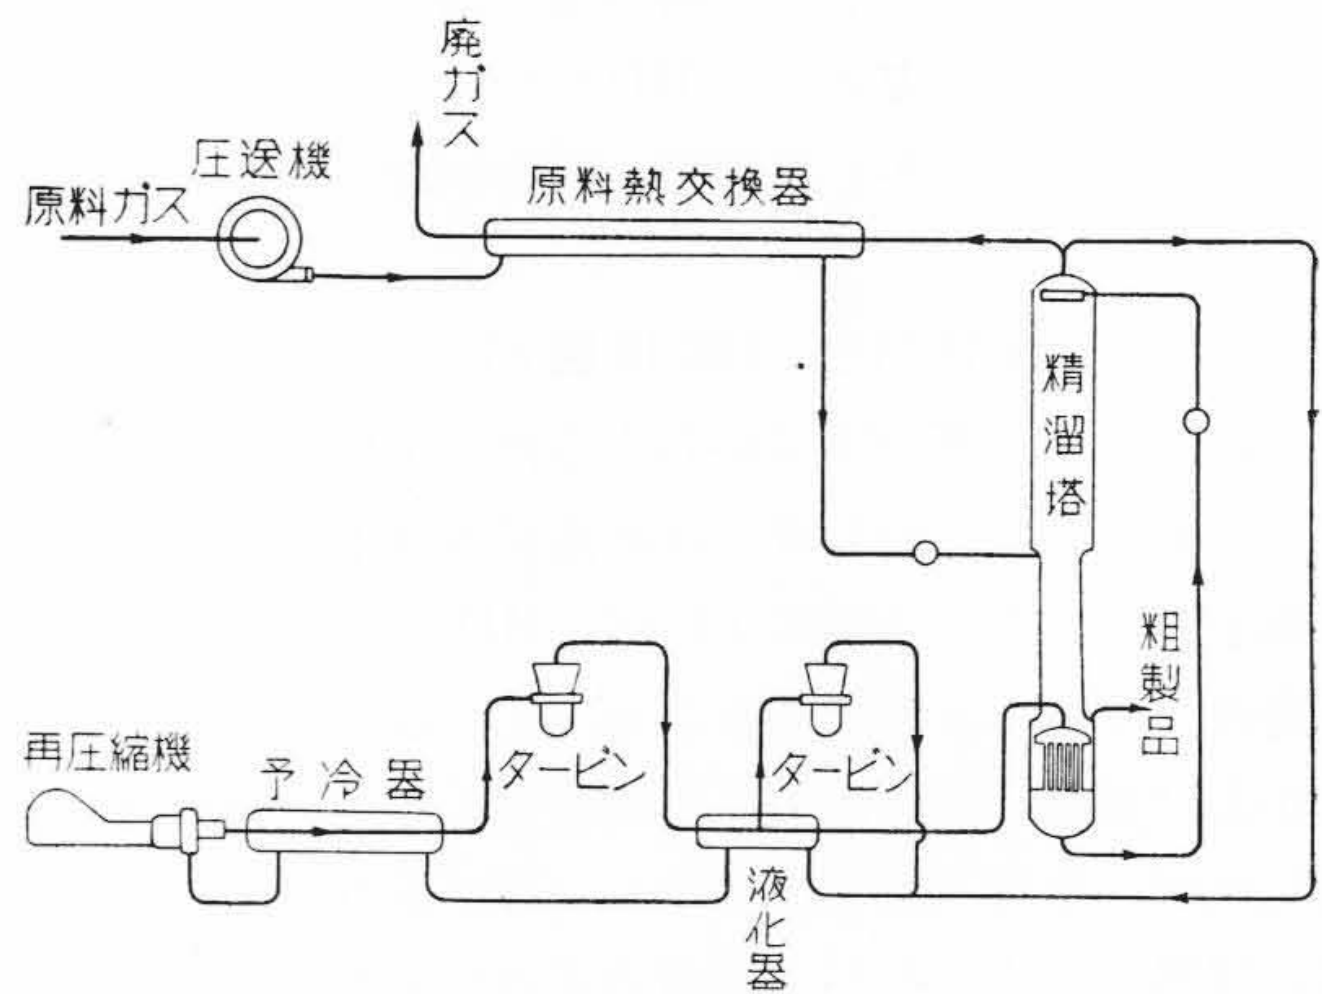 廃ガス
圧送機
原料ガス
原料熱交換器
精溜塔
粗製品
再圧縮機
予冷器
タービン
タービン
液化器